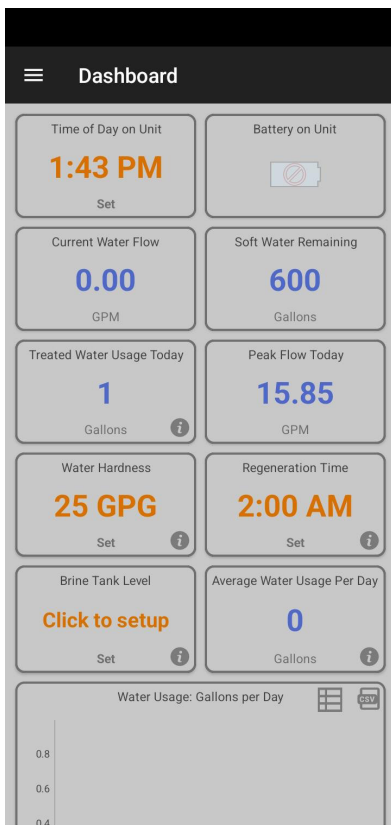 Dashboard
Time of Day on Unit
1:43 PM
Set
Battery on Unit
Current Water Flow
0.00
GPM
Soft Water Remaining
600
Gallons
Treated Water Usage Today
1
Gallons
i
Peak Flow Today
15.85
GPM
Water Hardness
25 GPG
Set
i
Regeneration Time
2:00 AM
Set
i
Brine Tank Level
Click to setup
Set
i
Average Water Usage Per Day
0
Gallons
i
Water Usage: Gallons per Day
CSV
0.8
0.6
0.4